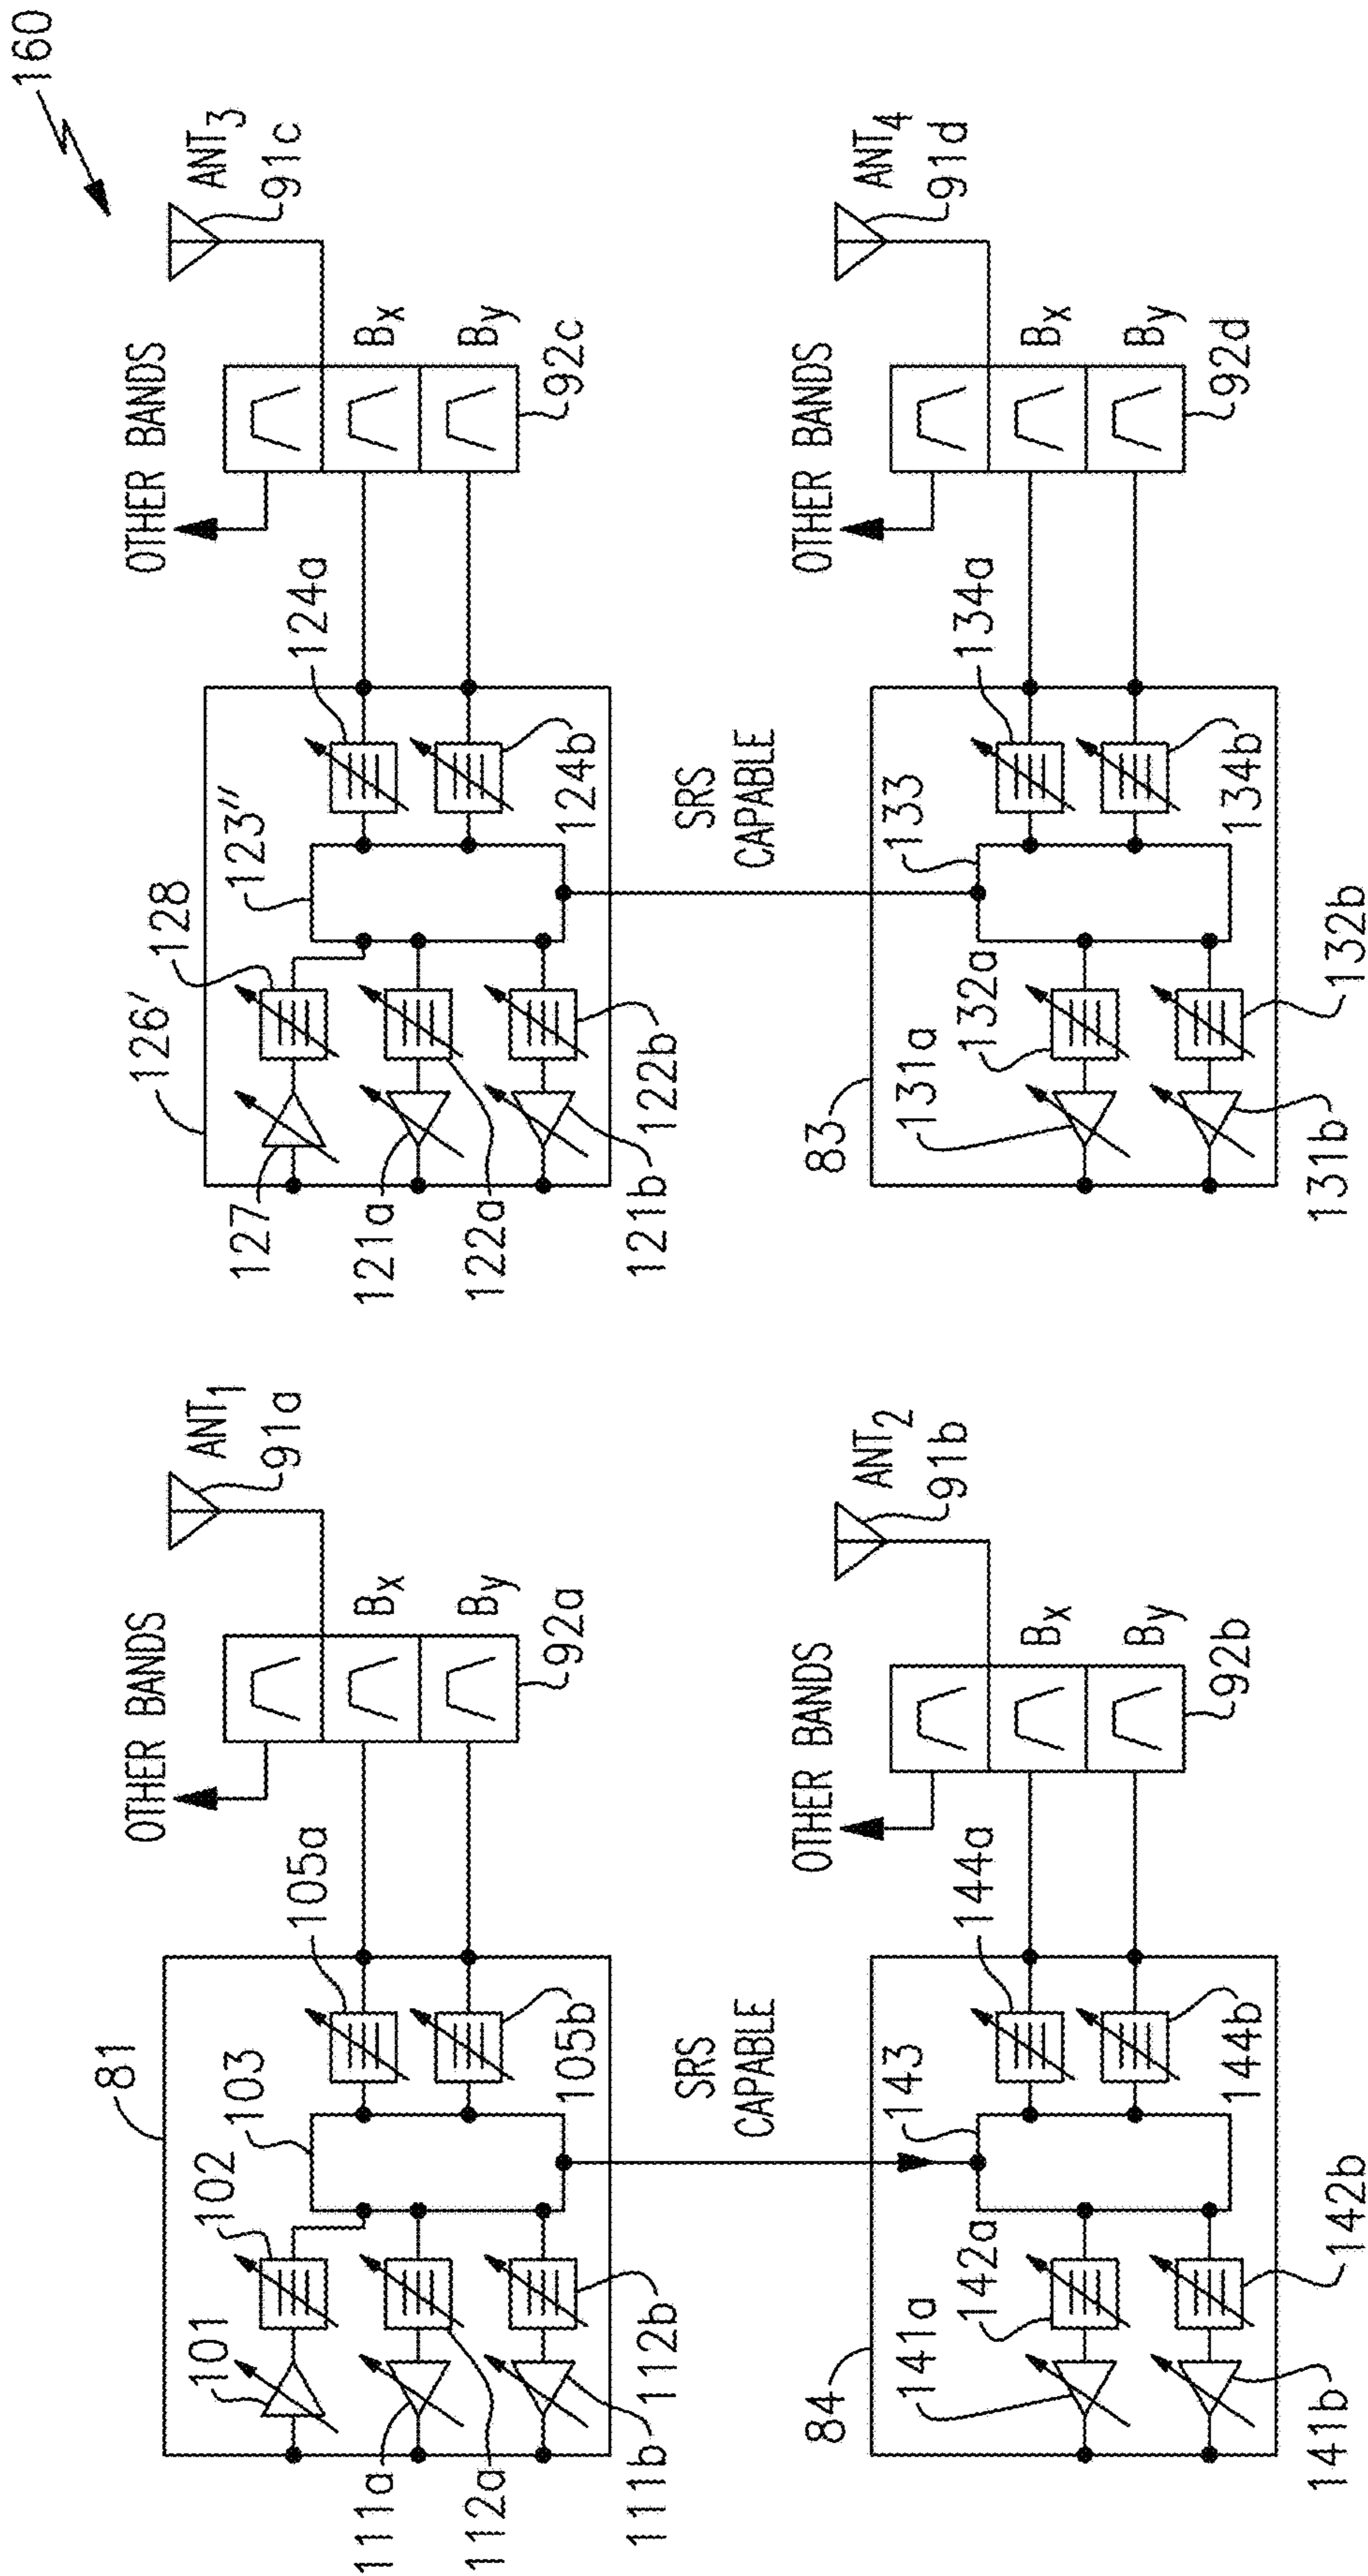 160
OTHER BANDS
ANT1
91a
Bx
By
92a
81
101
102
103
105a
105b
111a
112a
111b
112b
SRS
CAPABLE
OTHER BANDS
ANT2
91b
Bx
By
92b
84
141a
142a
143
144a
144b
141b
142b
OTHER BANDS
ANT3
91c
Bx
By
92c
126'
127
128
123''
124a
124b
121a
122a
121b
122b
SRS
CAPABLE
OTHER BANDS
ANT4
91d
Bx
By
92d
83
131a
132a
133
134a
134b
131b
132b